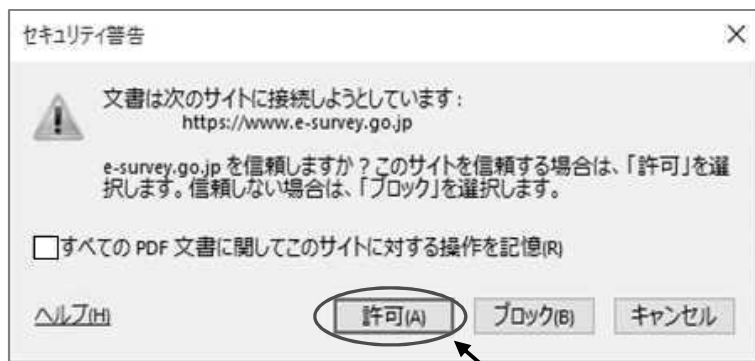 セキュリティ警告
文書は次のサイトに接続しようとしています：
https://www.e-survey.go.jp
e-survey.go.jp を信頼しますか？このサイトを信頼する場合は、「許可」を選
択します。信頼しない場合は、「ブロック」を選択します。
すべての PDF 文書に関してこのサイトに対する操作を記憶(R)
ヘルプ(H) 許可(A) ブロック(B) キャンセル